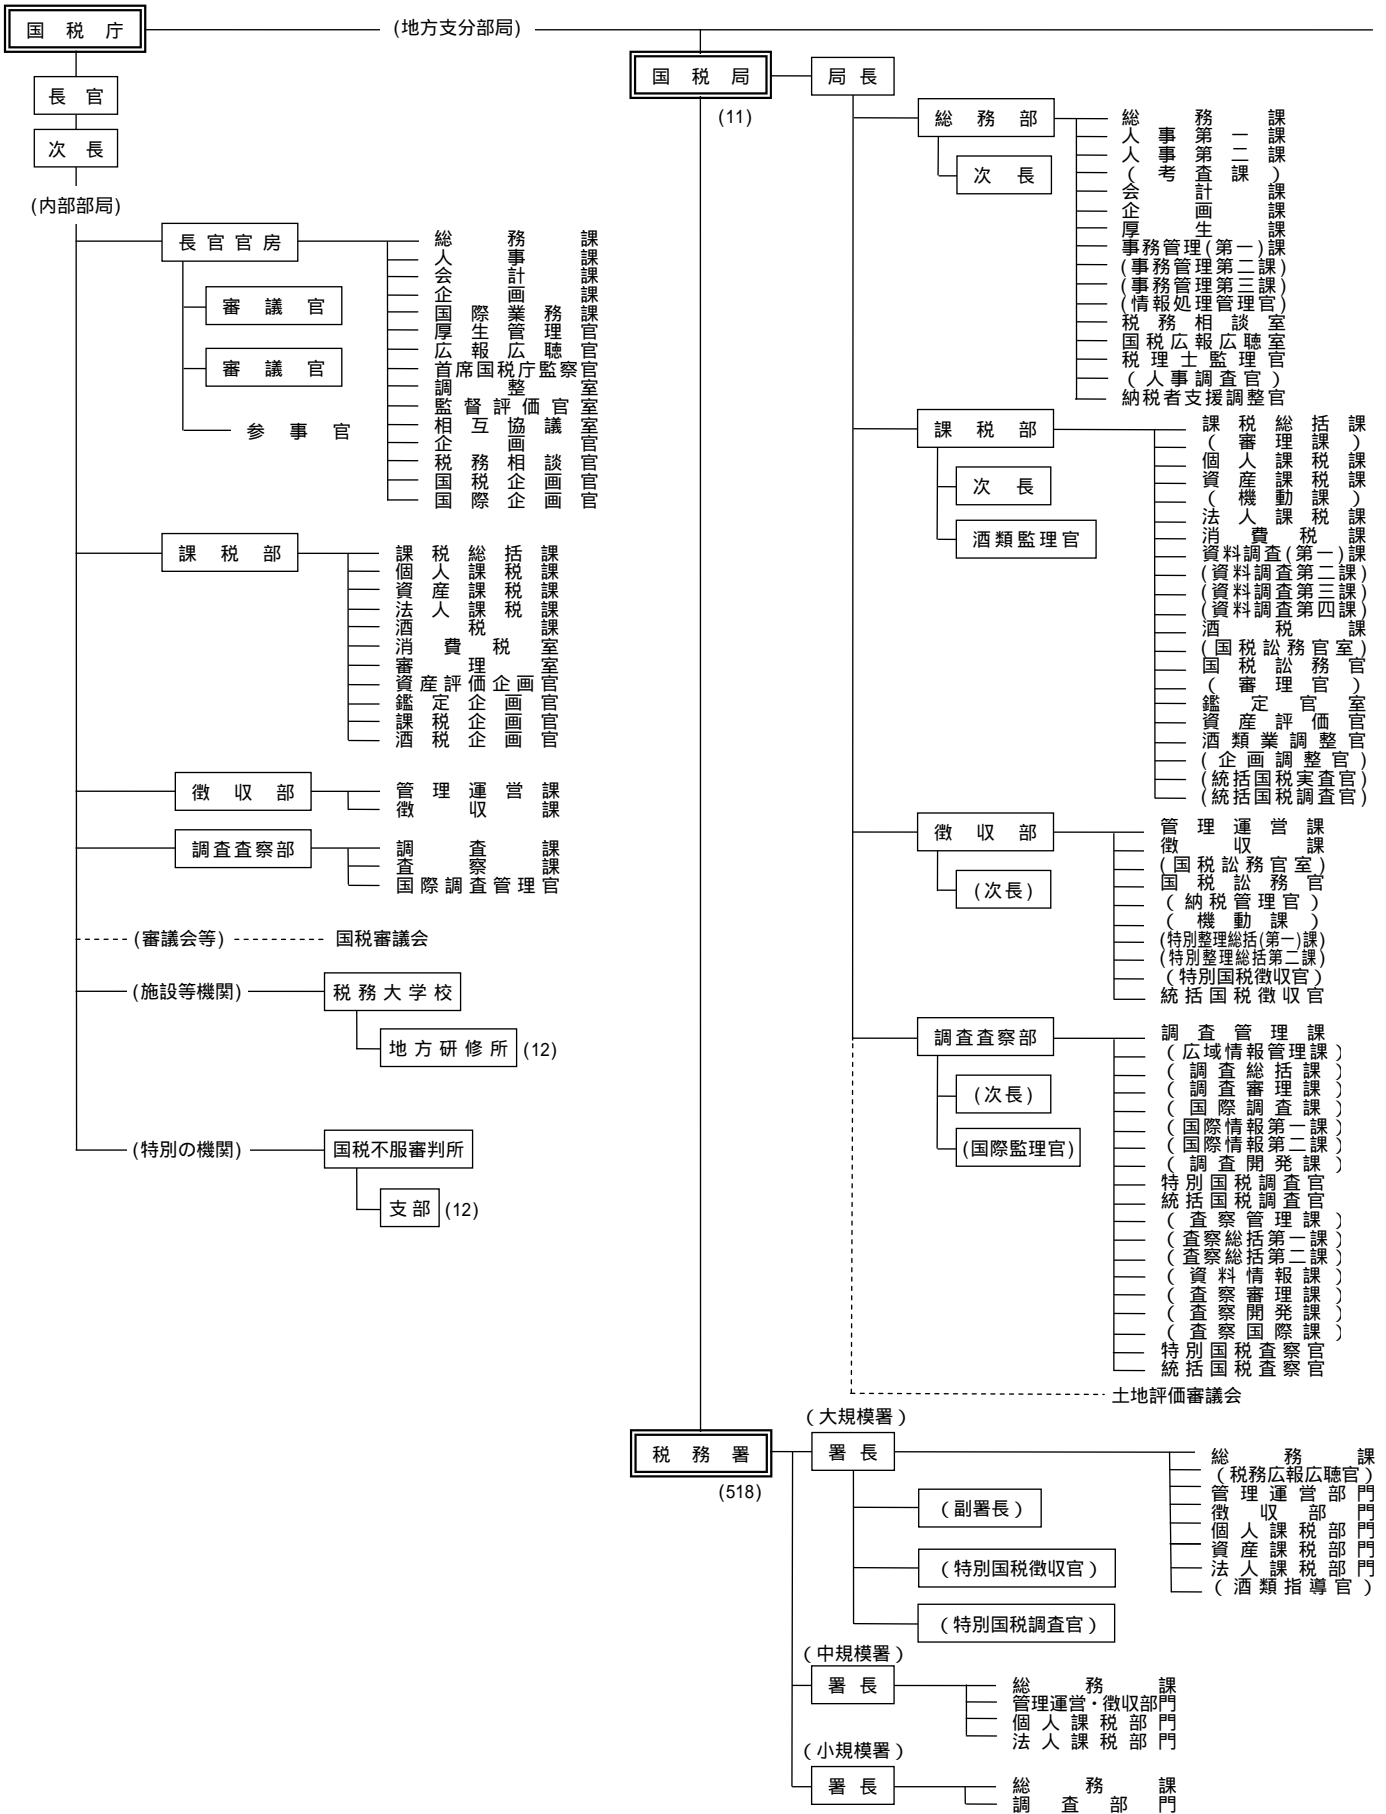 国税庁
(地方支分部局)
長官
次長
(内部部局)
長官官房
審議官
審議官
参事官
総務課
人事課
会計課
企画課
国際業務課
厚生管理官
広報広聴官
首席国税庁監察官
調整室
監督評価官室
相互協議室
企画官
税務相談官
国税企画官
国際企画官
課税部
課税総括課
個人課税課
資産課税課
法人課税課
酒税課
消費税室
審理室
資産評価企画官
鑑定企画官
課税企画官
酒税企画官
徴収部
管理運営課
徴収課
調査査察部
調査課
査察課
国際調査管理官
(審議会等)
国税審議会
(施設等機関)
税務大学校
地方研修所 (12)
(特別の機関)
国税不服審判所
支部 (12)
国税局
(11)
局長
総務部
次長
総務課
人事第一課
人事第二課
(考査課)
会計課
企画課
厚生課
事務管理(第一)課
(事務管理第二課)
(事務管理第三課)
(情報処理管理官)
税務相談室
国税広報広聴室
税理士監理官
(人事調査官)
納税者支援調整官
課税部
次長
酒類監理官
課税総括課
(審理課)
個人課税課
資産課税課
(機動課)
法人課税課
消費税課
資料調査(第一)課
(資料調査第二課)
(資料調査第三課)
(資料調査第四課)
酒税課
(国税訟務官室)
国税訟務官
(審理官)
鑑定官室
資産評価官
酒類業調整官
(企画調整官)
(統括国税実査官)
(統括国税調査官)
徴収部
(次長)
管理運営課
徴収課
(国税訟務官室)
国税訟務官
(納税管理官)
(機動課)
(特別整理総括(第一)課)
(特別整理総括第二課)
(特別国税徴収官)
統括国税徴収官
調査査察部
(次長)
(国際監理官)
調査管理課
(広域情報管理課)
(調査総括課)
(調査審理課)
(国際調査課)
(国際情報第一課)
(国際情報第二課)
(調査開発課)
特別国税調査官
統括国税調査官
(査察管理課)
(査察総括第一課)
(査察総括第二課)
(資料情報課)
(査察審理課)
(査察開発課)
(査察国際課)
特別国税査察官
統括国税査察官
土地評価審議会
税務署
(518)
(大規模署)
署長
(副署長)
(特別国税徴収官)
(特別国税調査官)
総務課
(税務広報広聴官)
管理運営部門
徴収部門
個人課税部門
資産課税部門
法人課税部門
(酒類指導官)
(中規模署)
署長
総務課
管理運営・徴収部門
個人課税部門
法人課税部門
(小規模署)
署長
総務課
調査部門